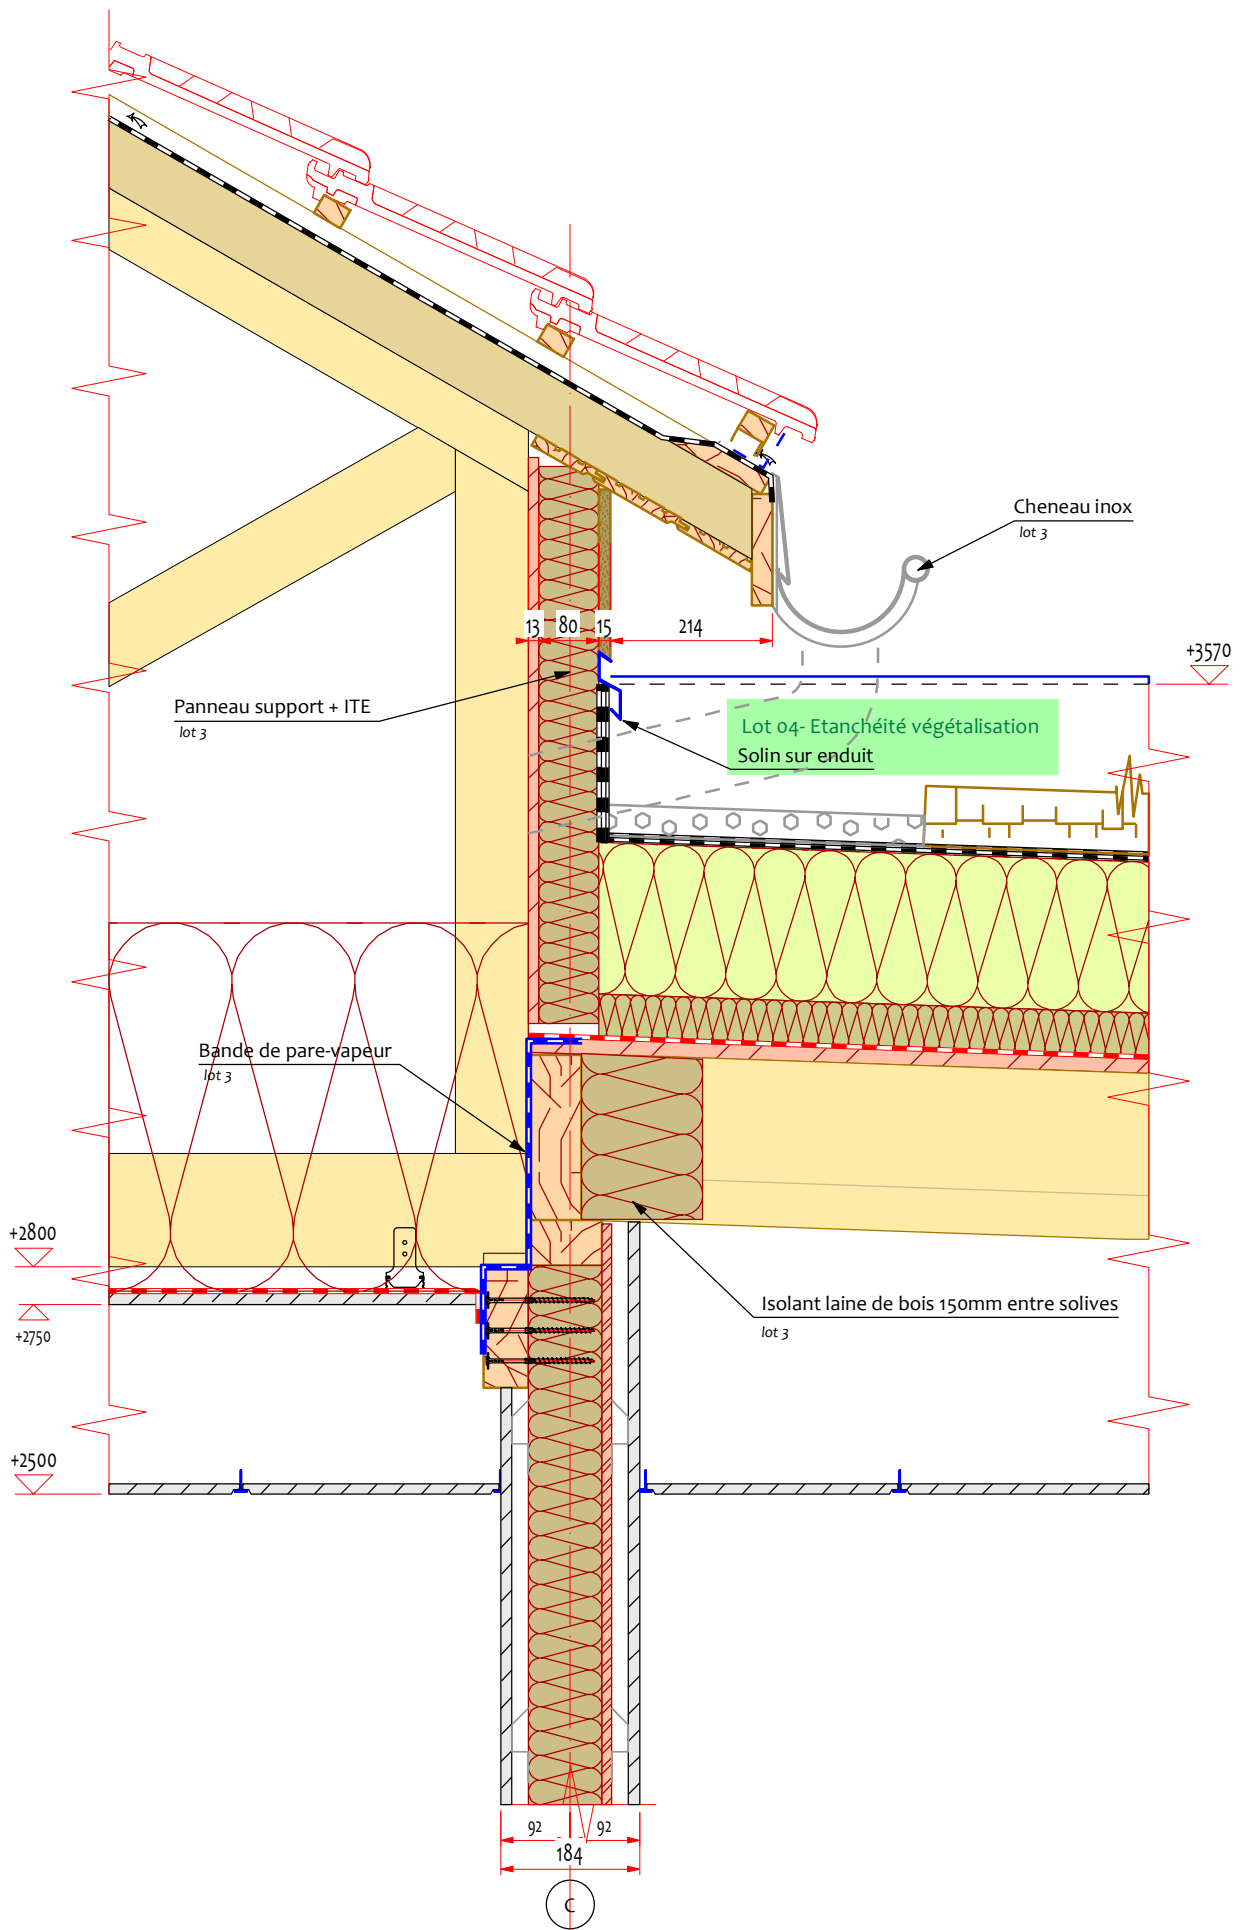 Cheneau inox
lot 3
13
80
15
214
+3570
Panneau support + ITE
lot 3
Lot 04- Etanchéité végétalisation
Solin sur enduit
Bande de pare-vapeur
lot 3
+2800
Isolant laine de bois 150mm entre solives
lot 3
+2750
+2500
92
92
184
C